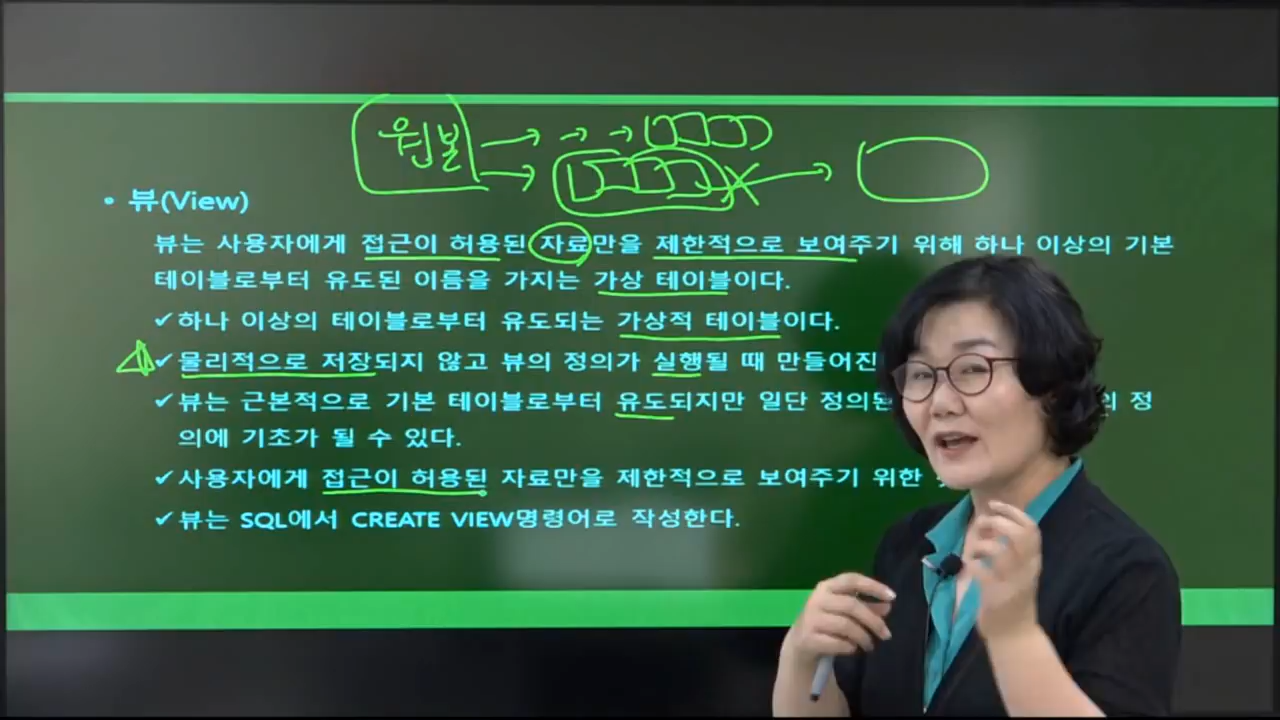 원본
• 뷰(View)
뷰는 사용자에게 접근이 허용된 자료만을 제한적으로 보여주기 위해 하나 이상의 기본
테이블로부터 유도된 이름을 가지는 가상 테이블이다.
✓하나 이상의 테이블로부터 유도되는 가상적 테이블이다.
✓물리적으로 저장되지 않고 뷰의 정의가 실행될 때 만들어진
✓뷰는 근본적으로 기본 테이블로부터 유도되지만 일단 정의된 의 정
의에 기초가 될 수 있다.
✓사용자에게 접근이 허용된 자료만을 제한적으로 보여주기 위한
✓뷰는 SQL에서 CREATE VIEW명령어로 작성한다.